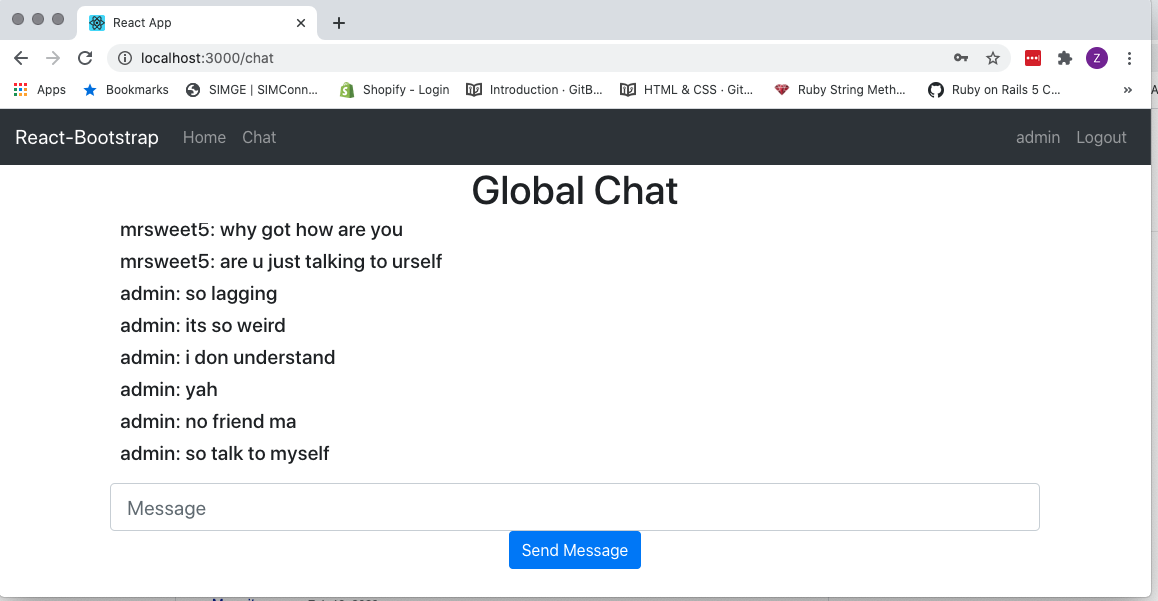 React App
localhost:3000/chat
Z
Apps Bookmarks SIMGE | SIMConn... Shopify - Login Introduction · GitB... HTML & CSS · Git... Ruby String Meth... Ruby on Rails 5 C... »
React-Bootstrap Home Chat admin Logout
Global Chat
mrsweet5: why got how are you
mrsweet5: are u just talking to urself
admin: so lagging
admin: its so weird
admin: i don understand
admin: yah
admin: no friend ma
admin: so talk to myself
Message
Send Message